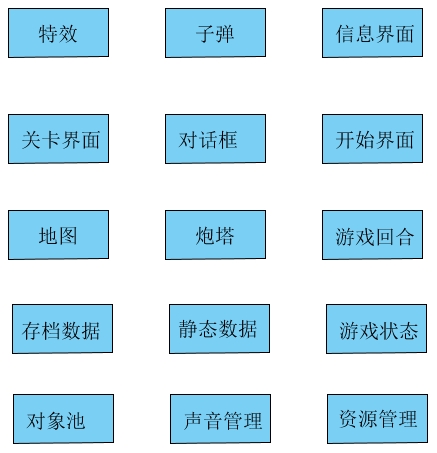 特效
子弹
信息界面
关卡界面
对话框
开始界面
地图
炮塔
游戏回合
存档数据
静态数据
游戏状态
对象池
声音管理
资源管理